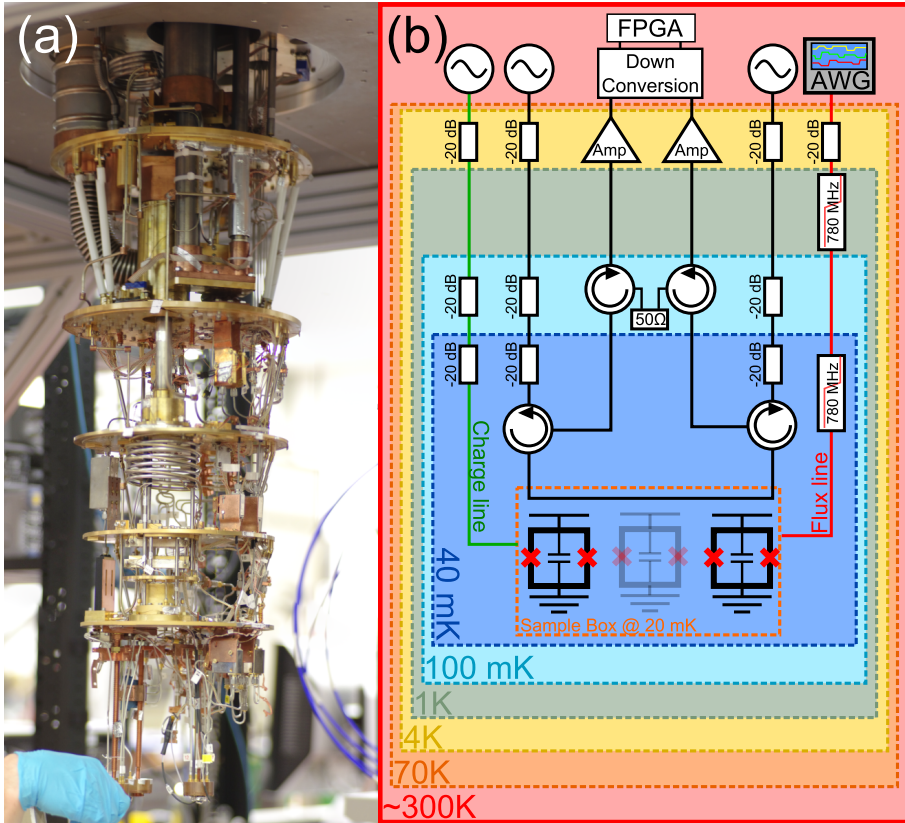 (a)
(b)
FPGA
Down
Conversion
AWG
-20 dB
-20 dB
Amp
Amp
-20 dB
-20 dB
780 MHz
-20 dB
-20 dB
-20 dB
50Ω
-20 dB
-20 dB
-20 dB
780 MHz
Charge line
Flux line
Sample Box @ 20 mK
40 mK
100 mK
1K
4K
70K
~300K